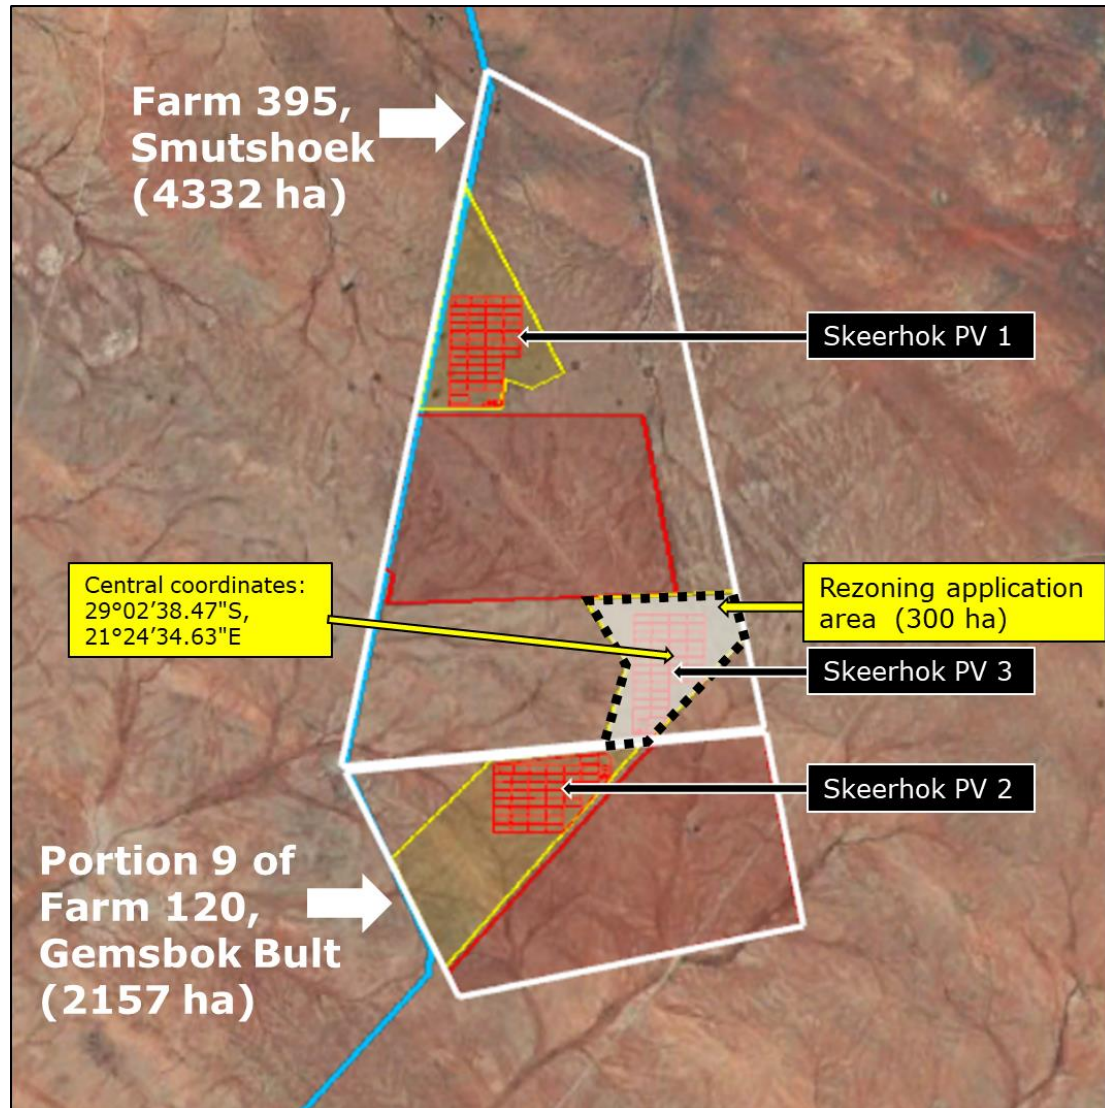 Farm 395,
Smutshoek
(4332 ha)
Skeerhok PV 1
Central coordinates:
29°02’38.47"S,
21°24’34.63"E
Rezoning application
area (300 ha)
Skeerhok PV 3
Skeerhok PV 2
Portion 9 of
Farm 120,
Gemsbok Bult
(2157 ha)